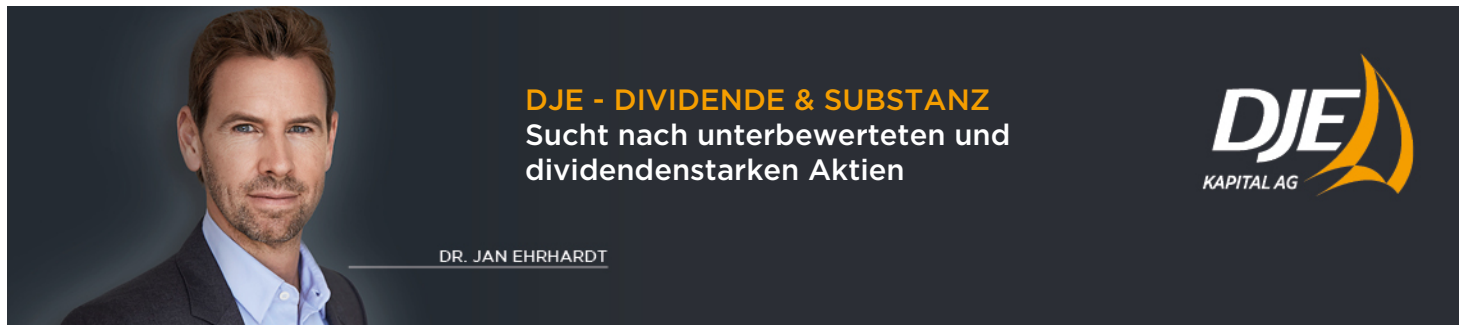 DJE - DIVIDENDE & SUBSTANZ
Sucht nach unterbewerteten und
dividendenstarken Aktien
DJE
KAPITAL AG
DR. JAN EHRHARDT